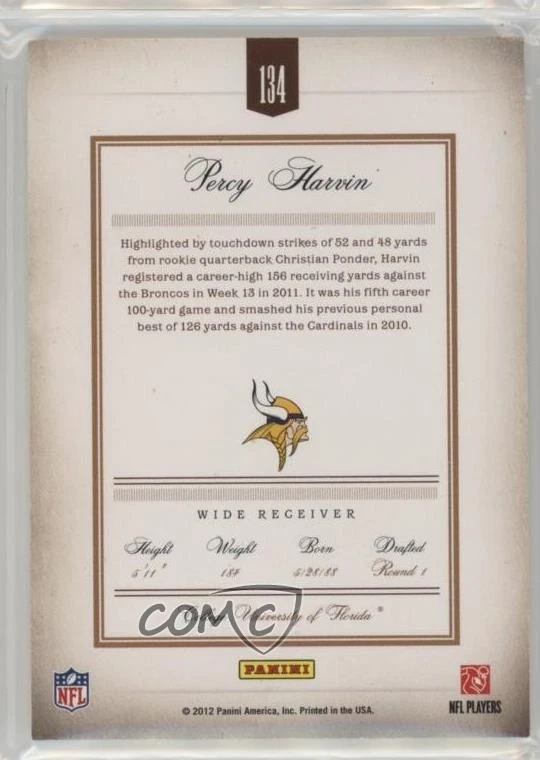 134
Percy Harvin
Highlighted by touchdown strikes of 52 and 48 yards
from rookie quarterback Christian Ponder, Harvin
registered a career-high 156 receiving yards against
the Broncos in Week 13 in 2011. It was his fifth career
100-yard game and smashed his previous personal
best of 126 yards against the Cardinals in 2010.
WIDE RECEIVER
Height Weight Born Drafted
5'11" 184 5/28/88 Round 1
College University of Florida®
COMC
PANINI
NFL
NFL PLAYERS
© 2012 Panini America, Inc. Printed in the USA.